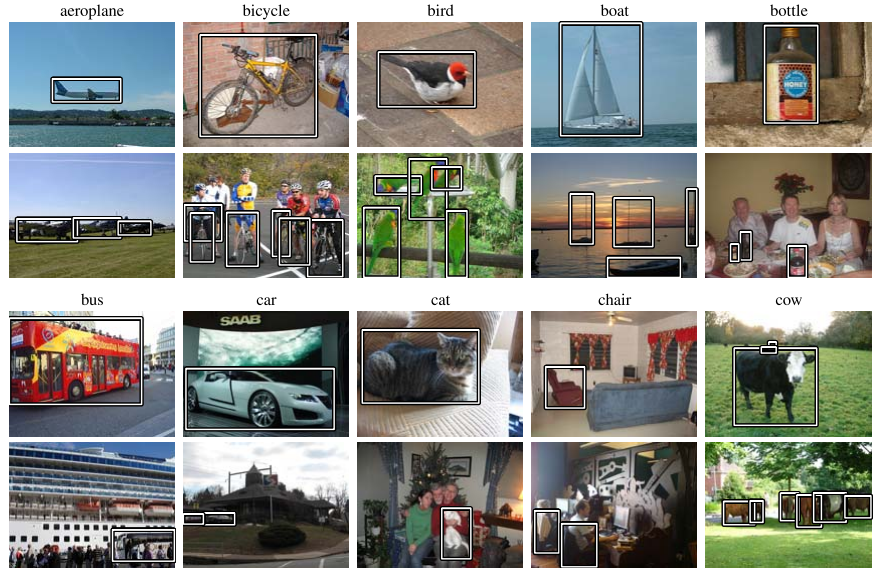 aeroplane
bicycle
bird
boat
bottle
HONEY
bus
car
cat
chair
cow
SAAB